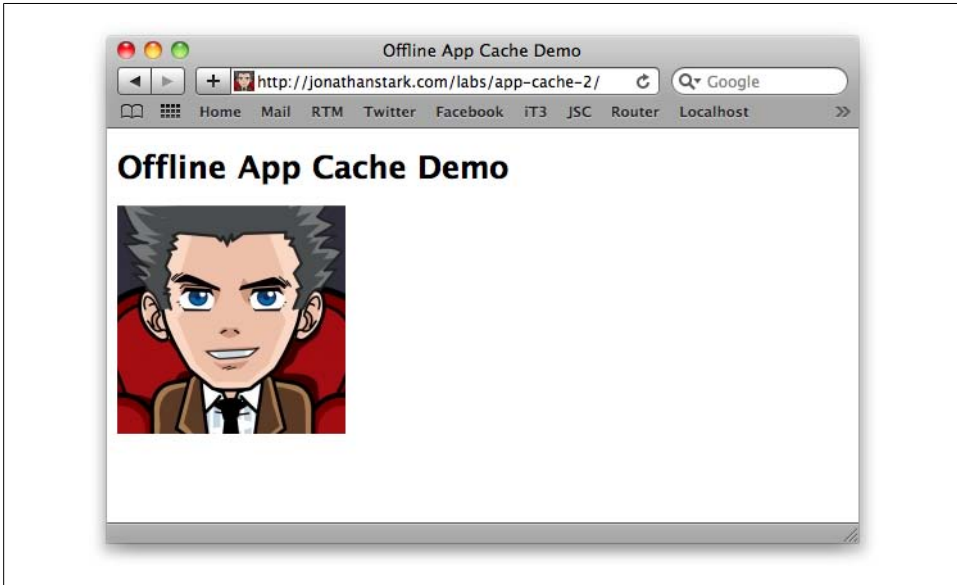 Offline App Cache Demo
http://jonathanstark.com/labs/app-cache-2/
Google
Home Mail RTM Twitter Facebook iT3 JSC Router Localhost
Offline App Cache Demo